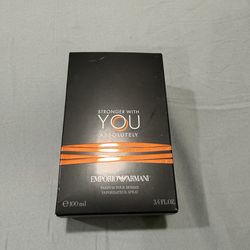 STRONGER WITH
YOU
ABSOLUTELY
EMPORIO ARMANI
PARFUM POUR HOMME
VAPORISATEUR SPRAY
e 100 ml
3.4 FL.OZ